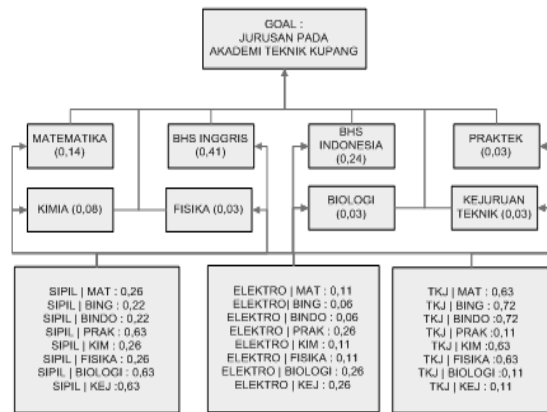 GOAL :
JURUSAN PADA
AKADEMI TEKNIK KUPANG
MATEMATIKA
(0,14)
BHS INGGRIS
(0,41)
BHS
INDONESIA
(0,24)
PRAKTEK
(0,03)
KIMIA (0,08)
FISIKA (0,03)
BIOLOGI
(0,03)
KEJURUAN
TEKNIK (0,03)
SIPIL | MAT : 0,26
SIPIL | BING : 0,22
SIPIL | BINDO : 0,22
SIPIL | PRAK : 0,63
SIPIL | KIM : 0,26
SIPIL | FISIKA : 0,26
SIPIL | BIOLOGI : 0,63
SIPIL | KEJ : 0,63
ELEKTRO | MAT : 0,11
ELEKTRO| BING : 0,06
ELEKTRO | BINDO : 0,06
ELEKTRO | PRAK : 0,26
ELEKTRO | KIM : 0,11
ELEKTRO | FISIKA : 0,11
ELEKTRO | BIOLOGI : 0,26
ELEKTRO | KEJ : 0,26
TKJ | MAT : 0,63
TKJ | BING : 0,72
TKJ | BINDO : 0,72
TKJ | PRAK : 0,11
TKJ | KIM : 0,63
TKJ | FISIKA : 0,63
TKJ | BIOLOGI : 0,11
TKJ | KEJ : 0,11